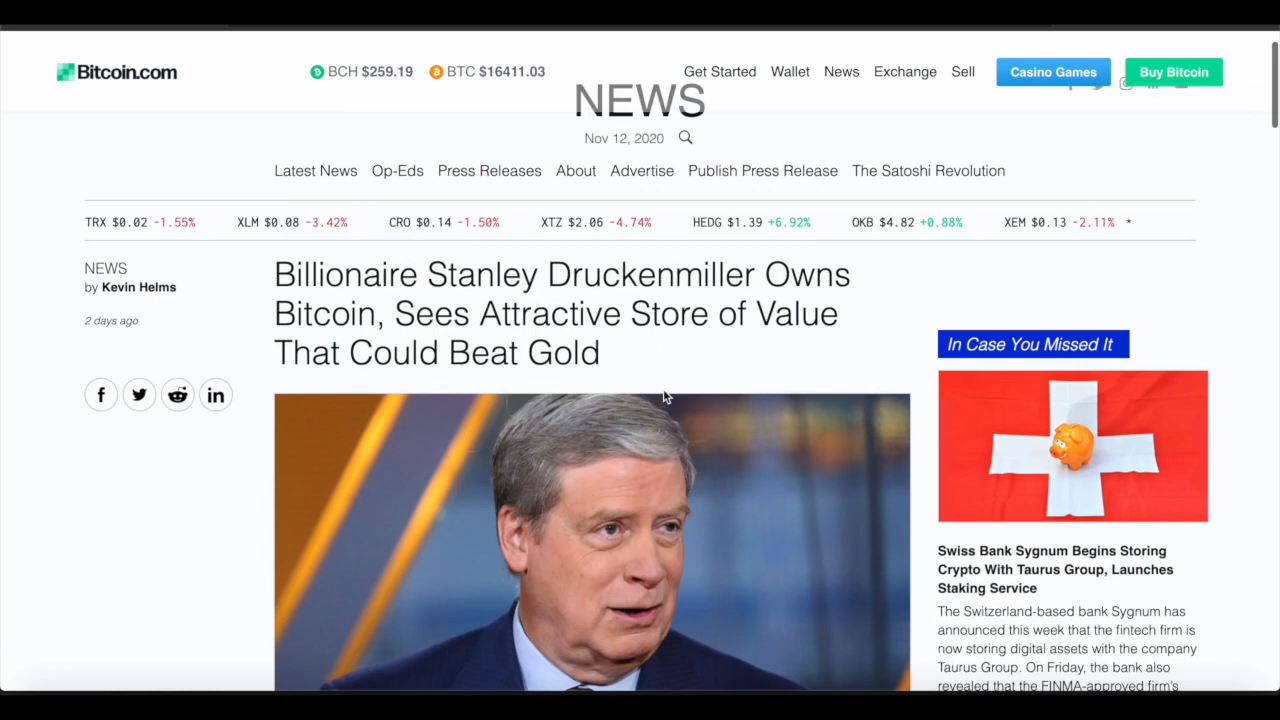 Bitcoin.com
BCH $259.19 BTC $16411.03
Get Started Wallet News Exchange Sell Casino Games Buy Bitcoin
NEWS
Nov 12, 2020
Latest News Op-Eds Press Releases About Advertise Publish Press Release The Satoshi Revolution
TRX $0.02 -1.55% XLM $0.08 -3.42% CRO $0.14 -1.50% XTZ $2.06 -4.74% HEDG $1.39 +6.92% OKB $4.82 +0.88% XEM $0.13 -2.11% *
NEWS
by Kevin Helms
2 days ago
Billionaire Stanley Druckenmiller Owns
Bitcoin, Sees Attractive Store of Value
That Could Beat Gold
In Case You Missed It
Swiss Bank Sygnum Begins Storing
Crypto With Taurus Group, Launches
Staking Service
The Switzerland-based bank Sygnum has
announced this week that the fintech firm is
now storing digital assets with the company
Taurus Group. On Friday, the bank also
revealed that the FINMA-approved firm's